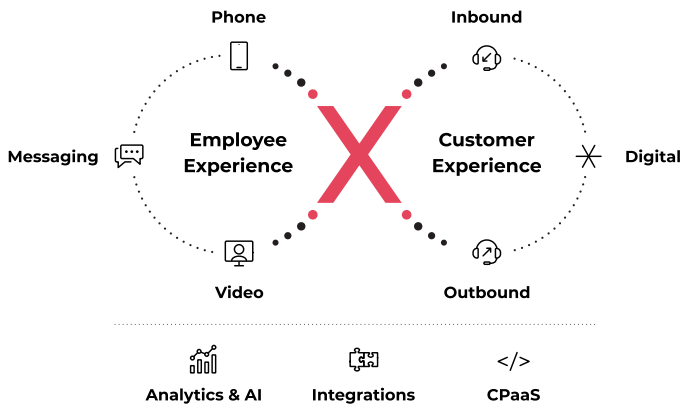 Phone
Inbound
Employee
Experience
X
Customer
Experience
Messaging
Digital
Video
Outbound
Analytics & AI
Integrations
</>
CPaaS